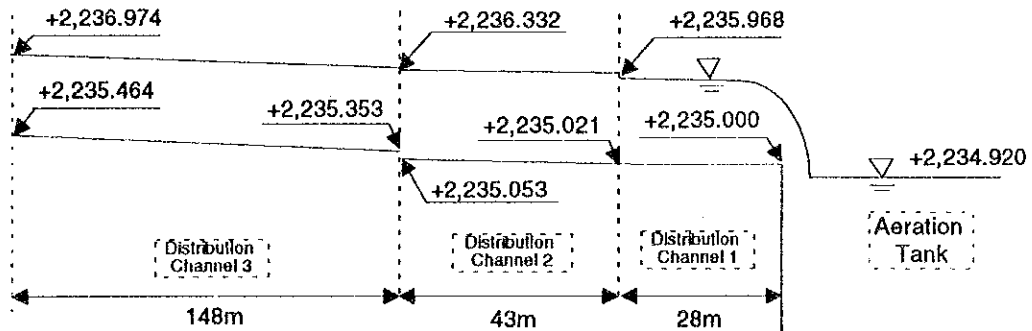 +2,236.974
+2,236.332
+2,235.968
+2,235.464
+2,235.353
+2,235.021
+2,235.000
+2,234.920
+2,235.053
Distribution
Channel 3
Distribution
Channel 2
Distribution
Channel 1
Aeration
Tank
148m
43m
28m